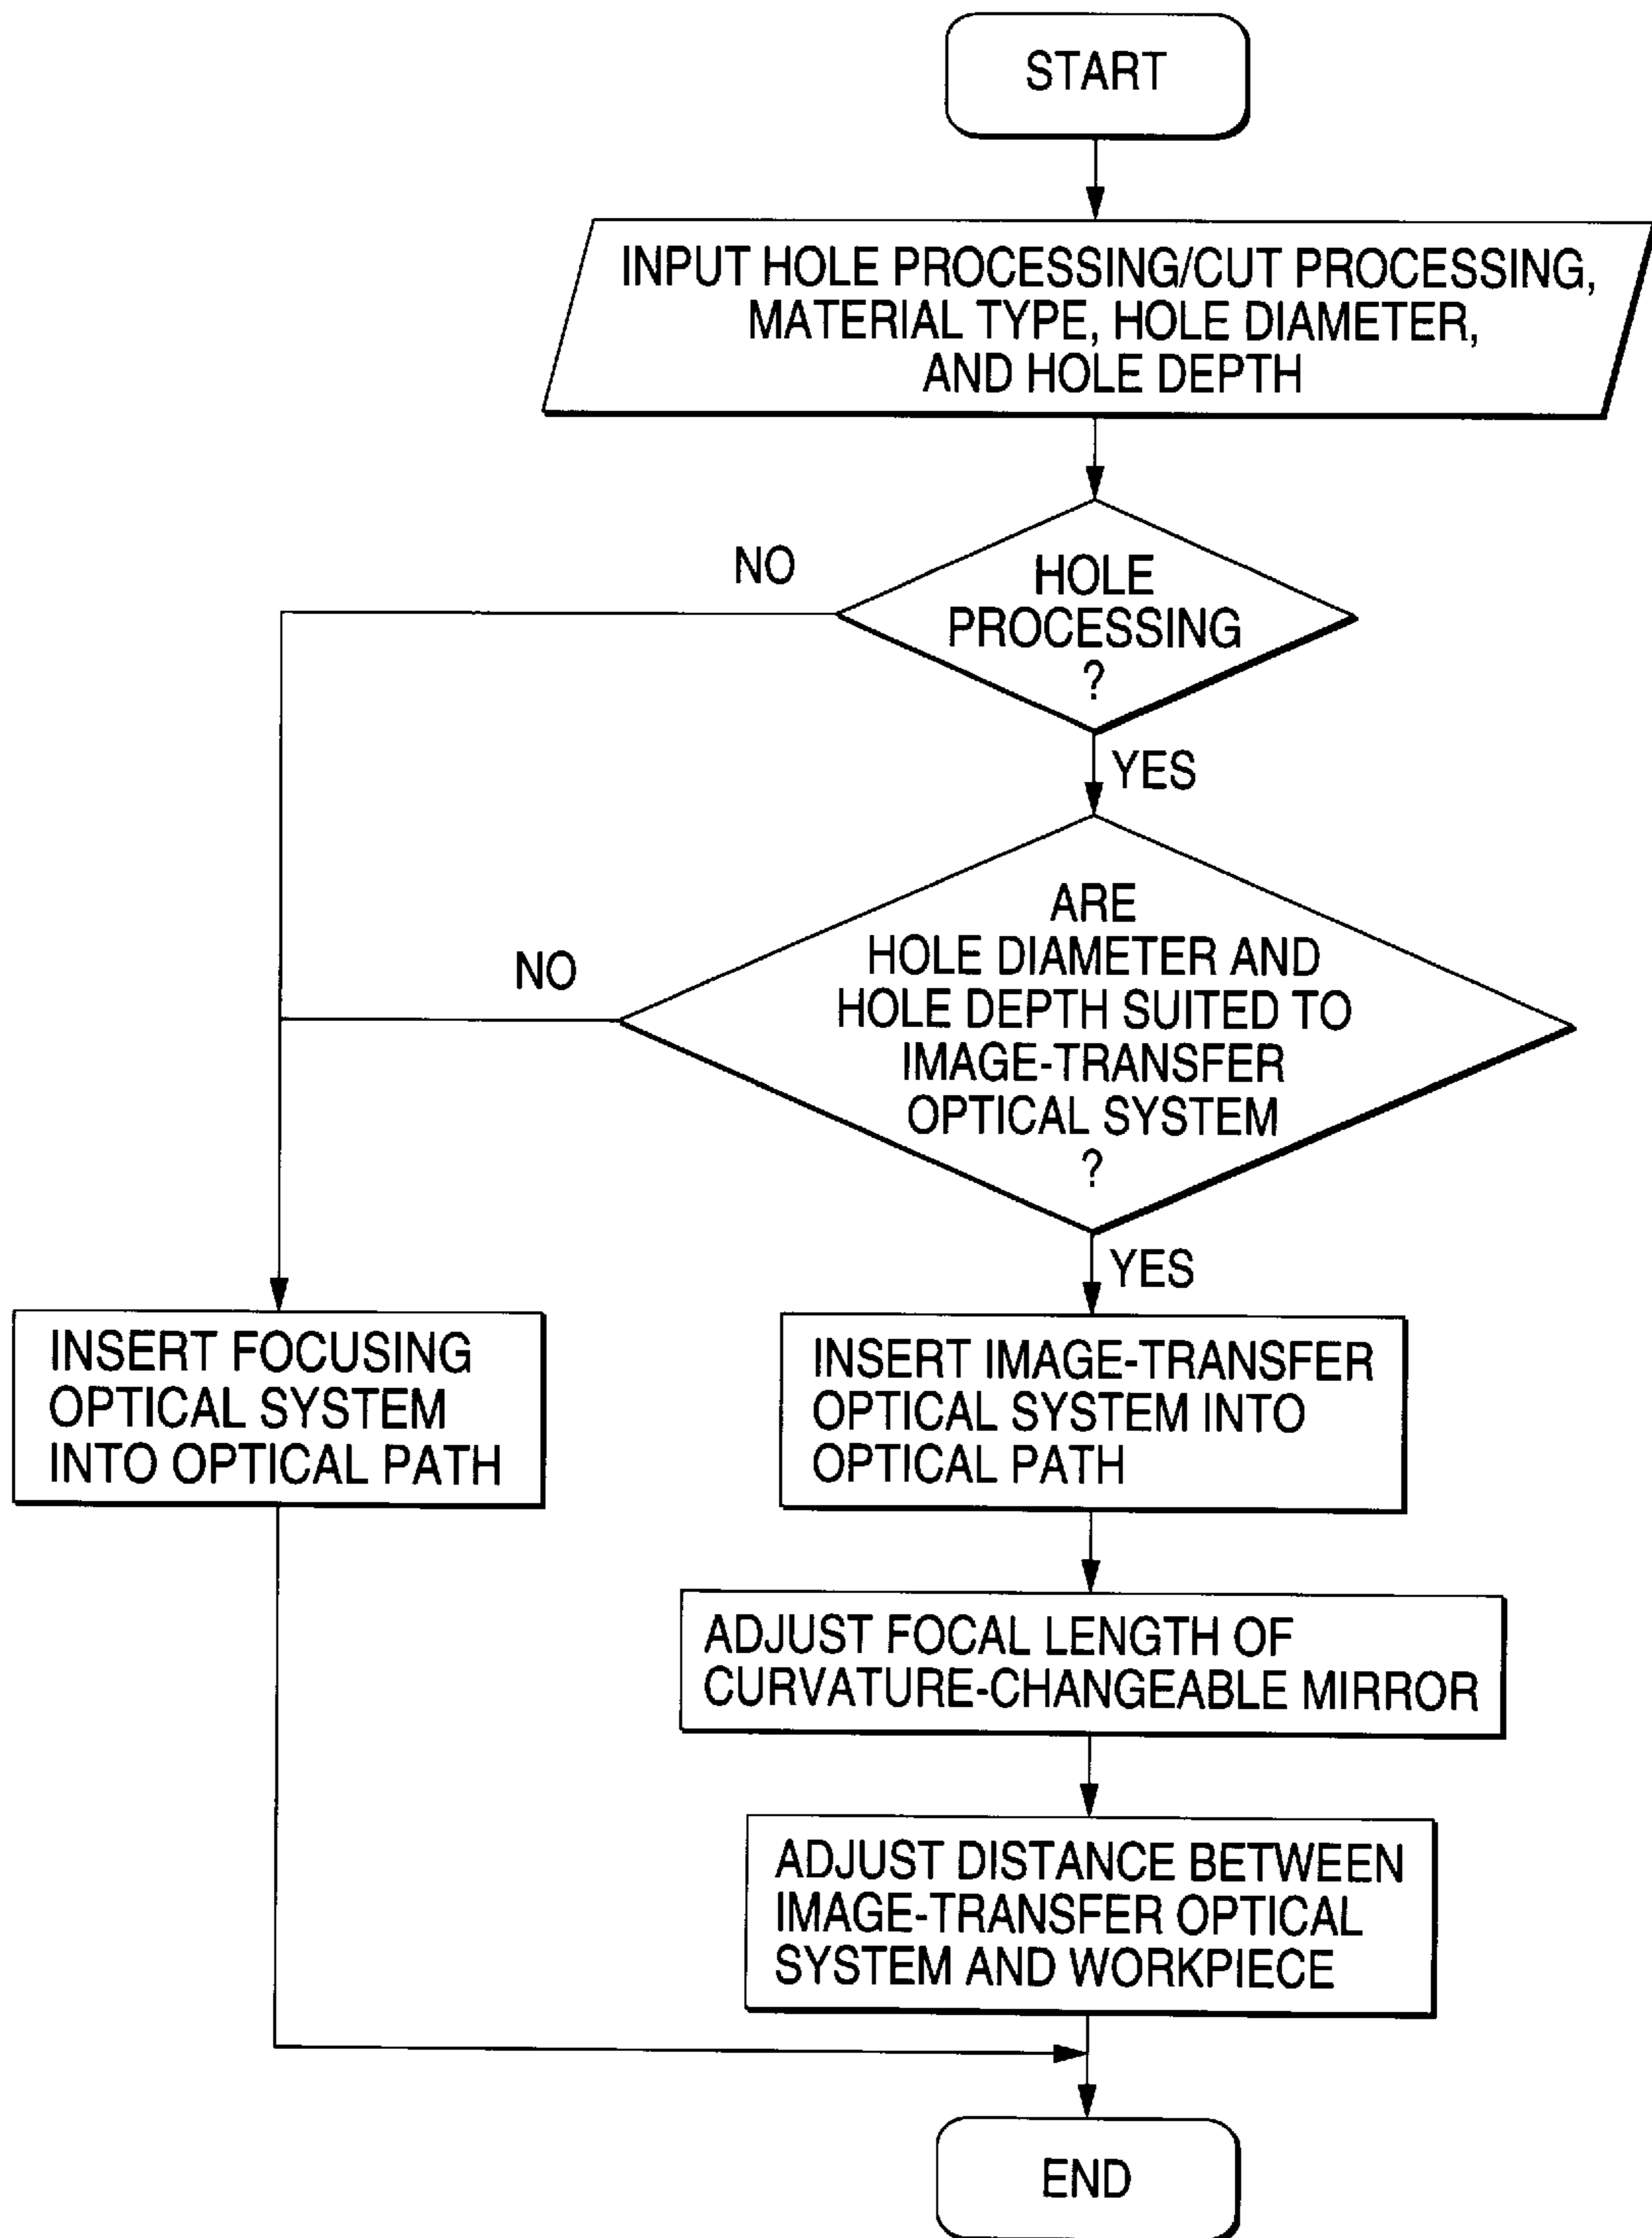 START
INPUT HOLE PROCESSING/CUT PROCESSING,
MATERIAL TYPE, HOLE DIAMETER,
AND HOLE DEPTH
NO
HOLE
PROCESSING
?
YES
ARE
HOLE DIAMETER AND
HOLE DEPTH SUITED TO
IMAGE-TRANSFER
OPTICAL SYSTEM
?
NO
YES
INSERT FOCUSING
OPTICAL SYSTEM
INTO OPTICAL PATH
INSERT IMAGE-TRANSFER
OPTICAL SYSTEM INTO
OPTICAL PATH
ADJUST FOCAL LENGTH OF
CURVATURE-CHANGEABLE MIRROR
ADJUST DISTANCE BETWEEN
IMAGE-TRANSFER OPTICAL
SYSTEM AND WORKPIECE
END